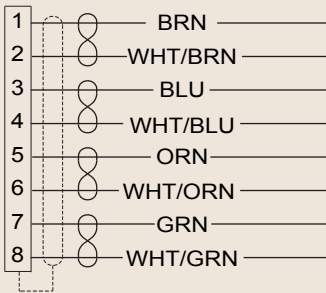 1 BRN
2 WHT/BRN
3 BLU
4 WHT/BLU
5 ORN
6 WHT/ORN
7 GRN
8 WHT/GRN